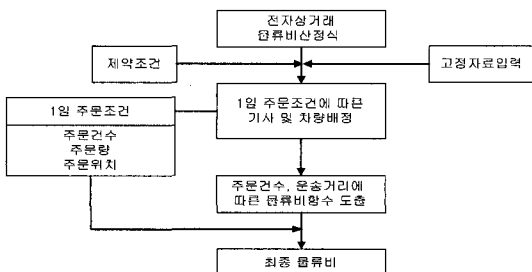 전자상거래
물류비산정식
제약조건
고정자료입력
1일 주문조건
주문건수
주문량
주문위치
1일 주문조건에 따른
기사 및 차량배정
주문건수, 운송거리에
따른 물류비함수 도출
최종 물류비